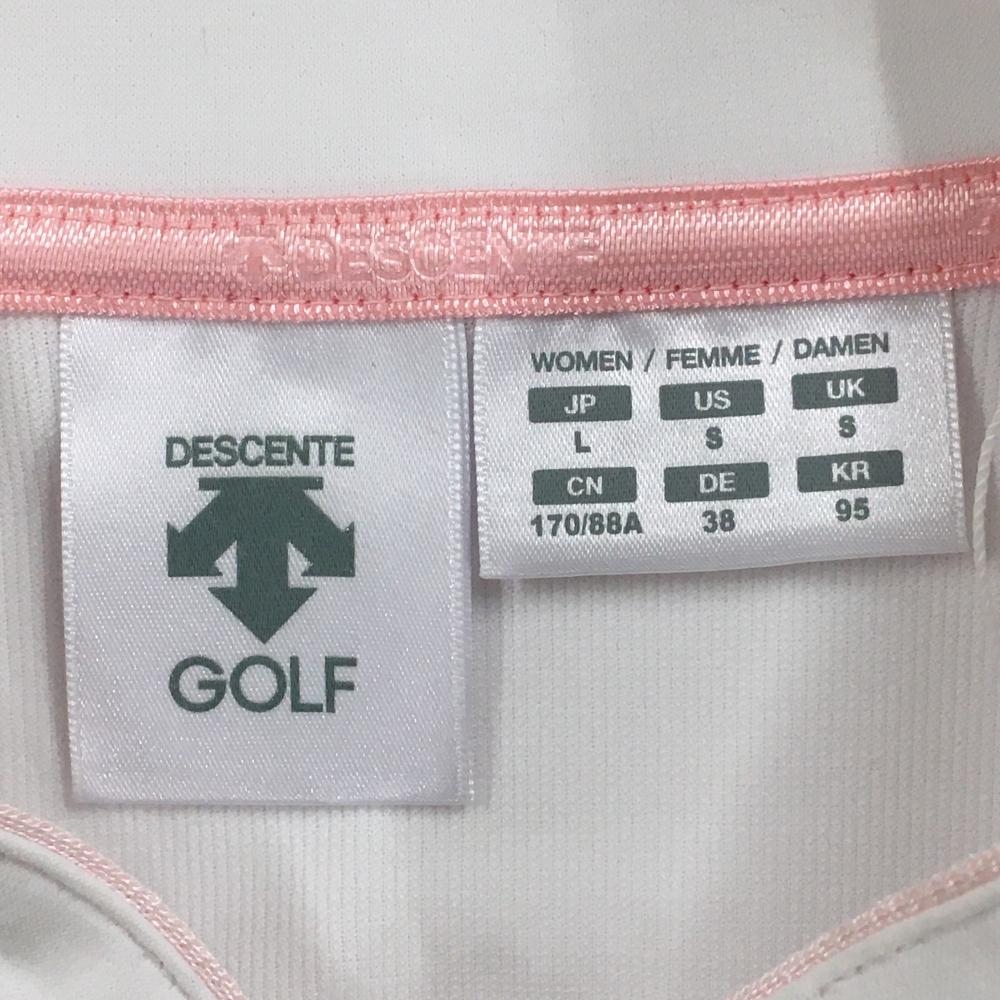 DESCENTE
DESCENTE
GOLF
WOMEN / FEMME / DAMEN
JP US UK
L S S
CN DE KR
170/88A 38 95